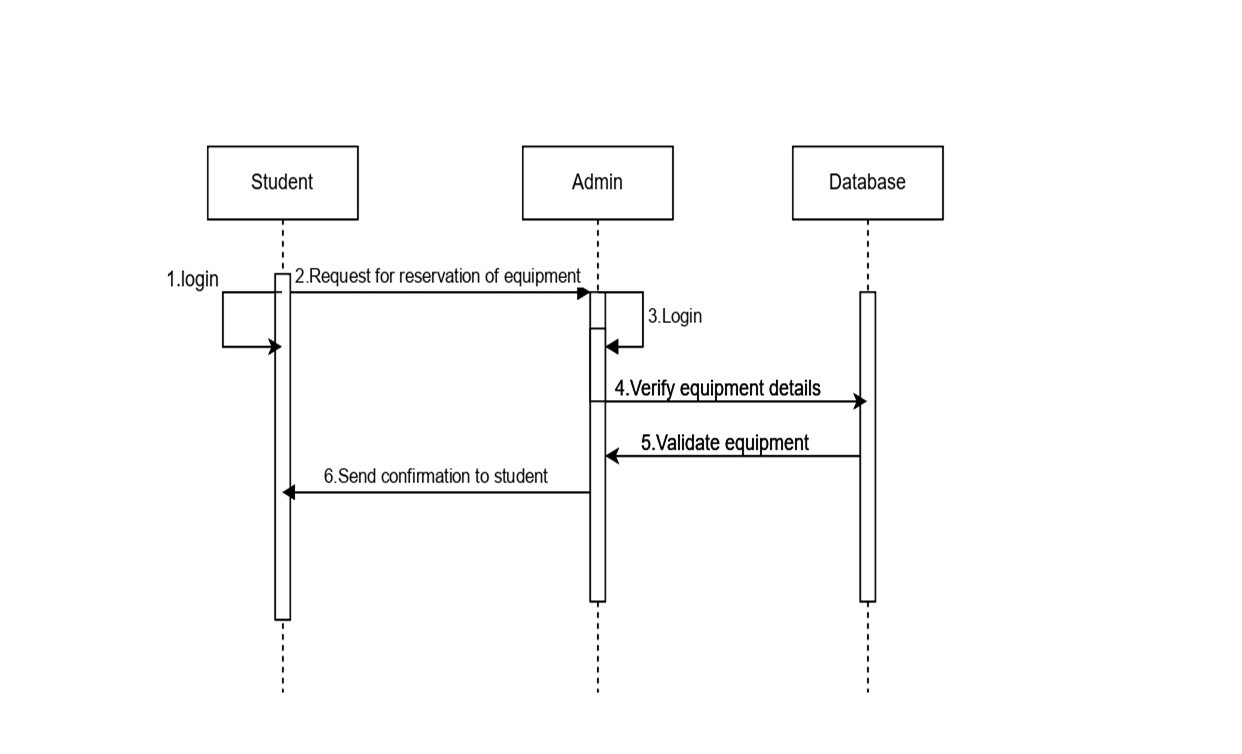 Student
Admin
Database
1.login
2.Request for reservation of equipment
3.Login
4.Verify equipment details
5.Validate equipment
6.Send confirmation to student